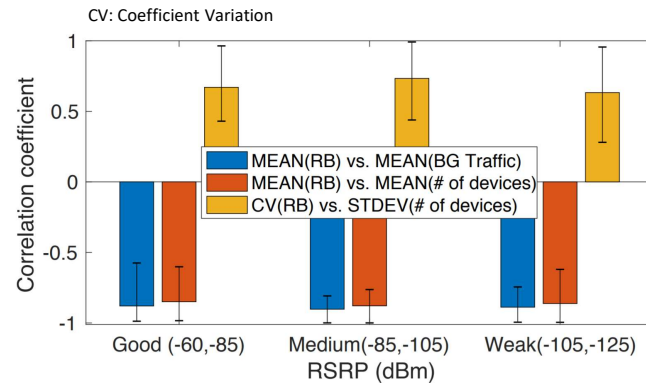 CV: Coefficient Variation
1
0.5
0
-0.5
-1
Correlation coefficient
MEAN(RB) vs. MEAN(BG Traffic)
MEAN(RB) vs. MEAN(# of devices)
CV(RB) vs. STDEV(# of devices)
Good (-60,-85) Medium(-85,-105) Weak(-105,-125)
RSRP (dBm)